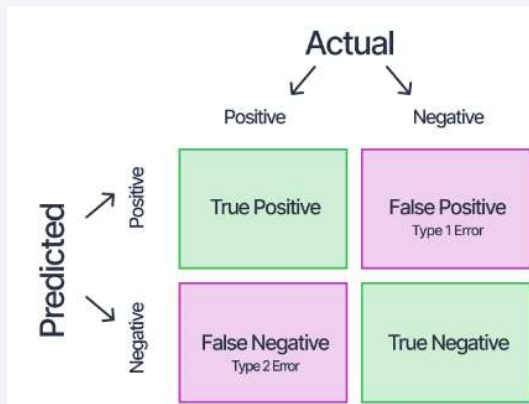 Actual
Positive
Negative
Predicted
Positive
True Positive
False Positive
Type 1 Error
Negative
False Negative
Type 2 Error
True Negative